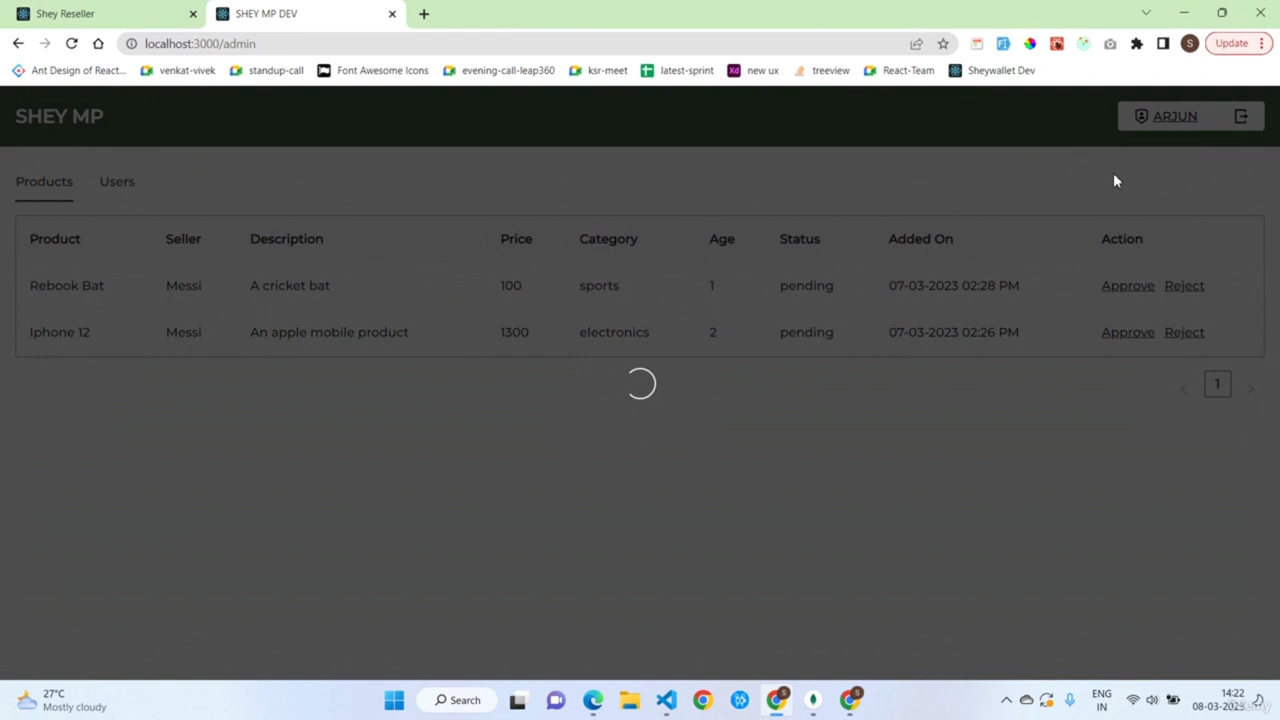 Shey Reseller
SHEY MP DEV
localhost:3000/admin
S
Update
Ant Design of React...
venkat-vivek
standup-call
Font Awesome Icons
evening-call-leap360
ksr-meet
latest-sprint
Xd
new ux
treeview
React-Team
Sheywallet Dev
SHEY MP
ARJUN
Products Users
Product Seller Description Price Category Age Status Added On Action
Rebook Bat Messi A cricket bat 100 sports 1 pending 07-03-2023 02:28 PM Approve Reject
Iphone 12 Messi An apple mobile product 1300 electronics 2 pending 07-03-2023 02:26 PM Approve Reject
< 1 >
27°C
Mostly cloudy
Search
ENG
IN
14:22
08-03-2023